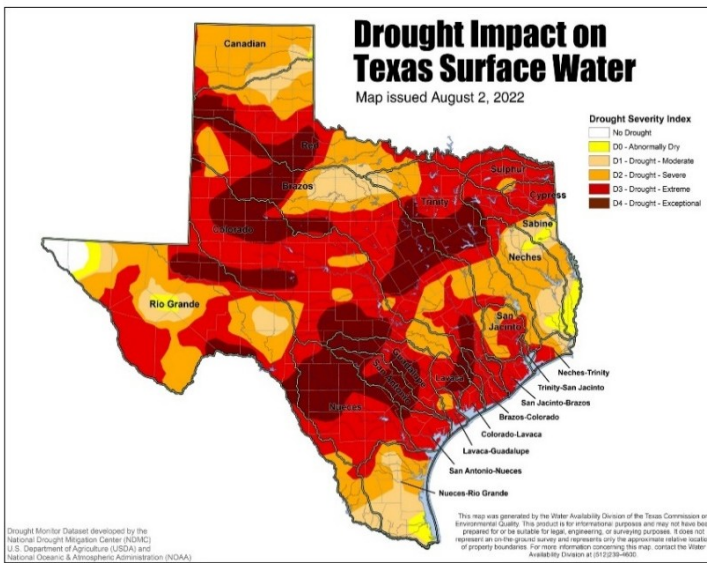 Drought Impact on
Texas Surface Water
Map issued August 2, 2022
Drought Severity Index
No Drought
D0 - Abnormally Dry
D1 - Drought - Moderate
D2 - Drought - Severe
D3 - Drought - Extreme
D4 - Drought - Exceptional
Canadian
Red
Brazos
Sulphur
Cypress
Trinity
Colorado
Sabine
Neches
Rio Grande
San
Jacinto
Guadalupe
San Antonio
Lavaca
Nueces
Neches-Trinity
Trinity-San Jacinto
San Jacinto-Brazos
Brazos-Colorado
Colorado-Lavaca
Lavaca-Guadalupe
San Antonio-Nueces
Nueces-Rio Grande
Drought Monitor Dataset developed by the
National Drought Mitigation Center (NDMC)
U.S. Department of Agriculture (USDA) and
National Oceanic & Atmospheric Administration (NOAA)
This map was generated by the Water Availability Division of the Texas Commission on
Environmental Quality. This product is for informational purposes and may not have been
prepared for or be suitable for legal, engineering, or surveying purposes. It does not
represent an on-the-ground survey and represents only the approximate relative location
of property boundaries. For more information concerning this map, contact the Water
Availability Division at (512)239-4600.